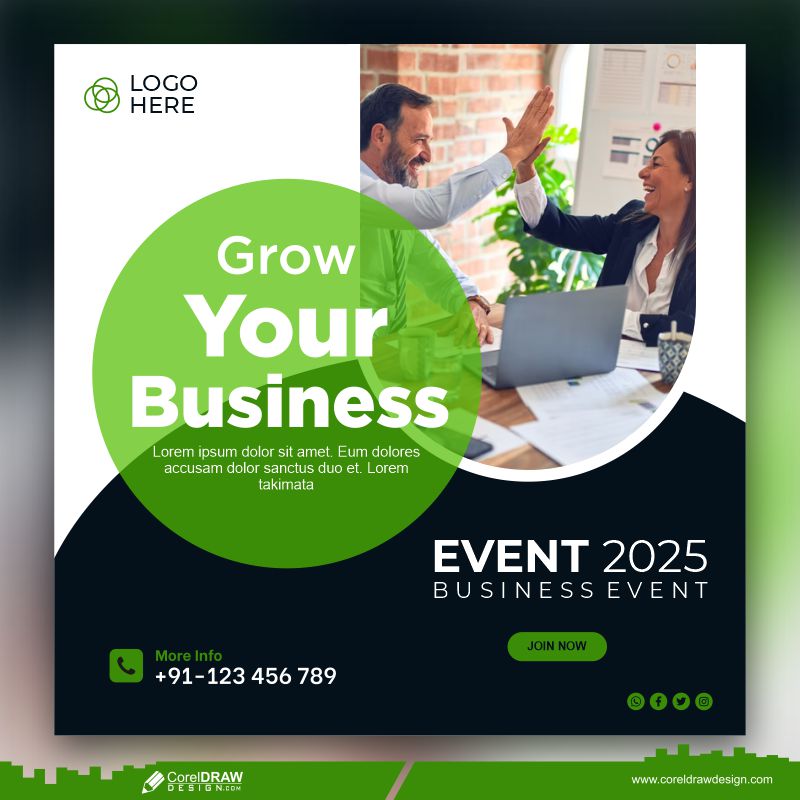 LOGO
HERE
Grow
Your
Business
Lorem ipsum dolor sit amet. Eum dolores
accusam dolor sanctus duo et. Lorem
takimata
EVENT 2025
BUSINESS EVENT
JOIN NOW
More Info
+91-123 456 789
CorelDRAW
DESIGN.COM
www.coreldrawdesign.com